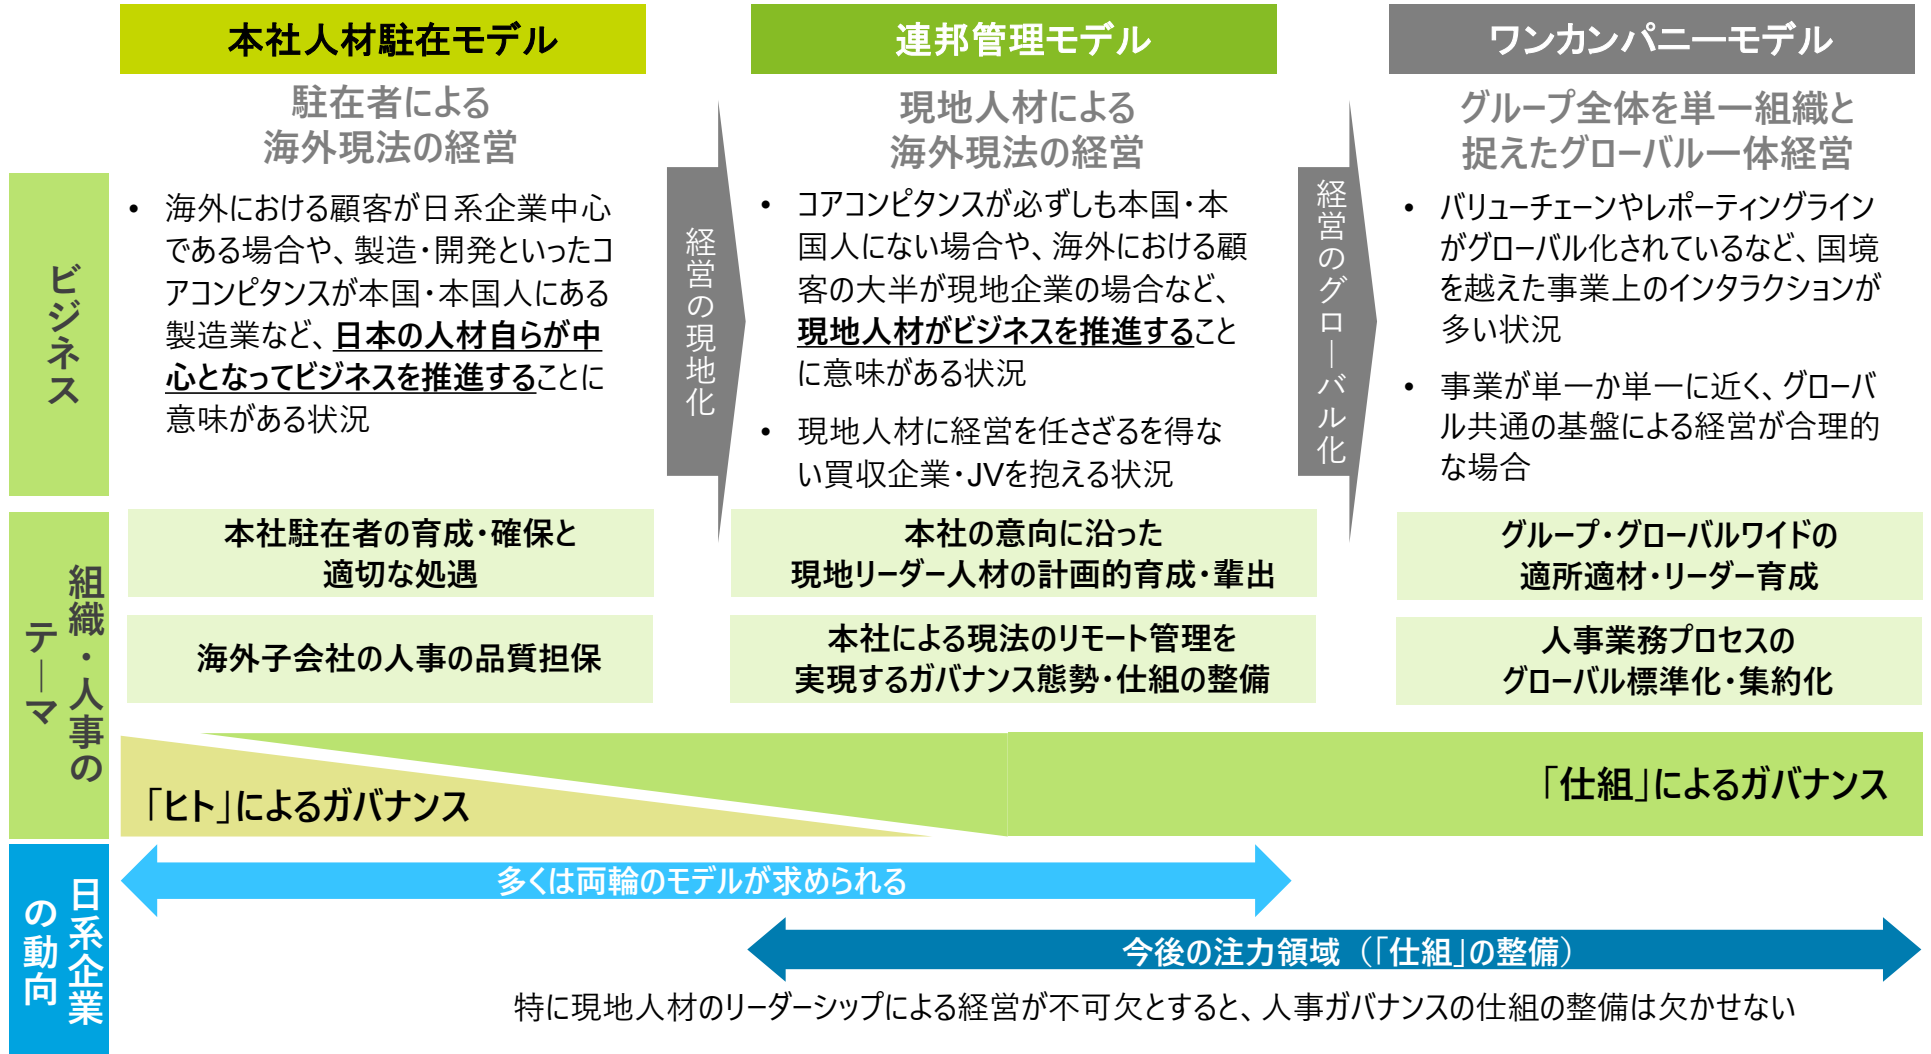 本社人材駐在モデル
連邦管理モデル
ワンカンパニーモデル
駐在者による
海外現法の経営
現地人材による
海外現法の経営
グループ全体を単一組織と
捉えたグローバル一体経営
ビジネス
• 海外における顧客が日系企業中心
である場合や、製造・開発といったコ
アコンピタンスが本国・本国人にある
製造業など、日本の人材自らが中
心となってビジネスを推進することに
意味がある状況
経営の現地化
• コアコンピタンスが必ずしも本国・本
国人にない場合や、海外における顧
客の大半が現地企業の場合など、
現地人材がビジネスを推進すること
に意味がある状況
• 現地人材に経営を任さざるを得な
い買収企業・JVを抱える状況
経営のグローバル化
• バリューチェーンやレポーティングライン
がグローバル化されているなど、国境
を越えた事業上のインタラクションが
多い状況
• 事業が単一か単一に近く、グローバ
ル共通の基盤による経営が合理的
な場合
組織・人事の
テーマ
本社駐在者の育成・確保と
適切な処遇
本社の意向に沿った
現地リーダー人材の計画的育成・輩出
グループ・グローバルワイドの
適所適材・リーダー育成
海外子会社の人事の品質担保
本社による現法のリモート管理を
実現するガバナンス態勢・仕組の整備
人事業務プロセスの
グローバル標準化・集約化
「ヒト」によるガバナンス
「仕組」によるガバナンス
日系企業
の動向
多くは両輪のモデルが求められる
今後の注力領域（「仕組」の整備）
特に現地人材のリーダーシップによる経営が不可欠とすると、人事ガバナンスの仕組の整備は欠かせない